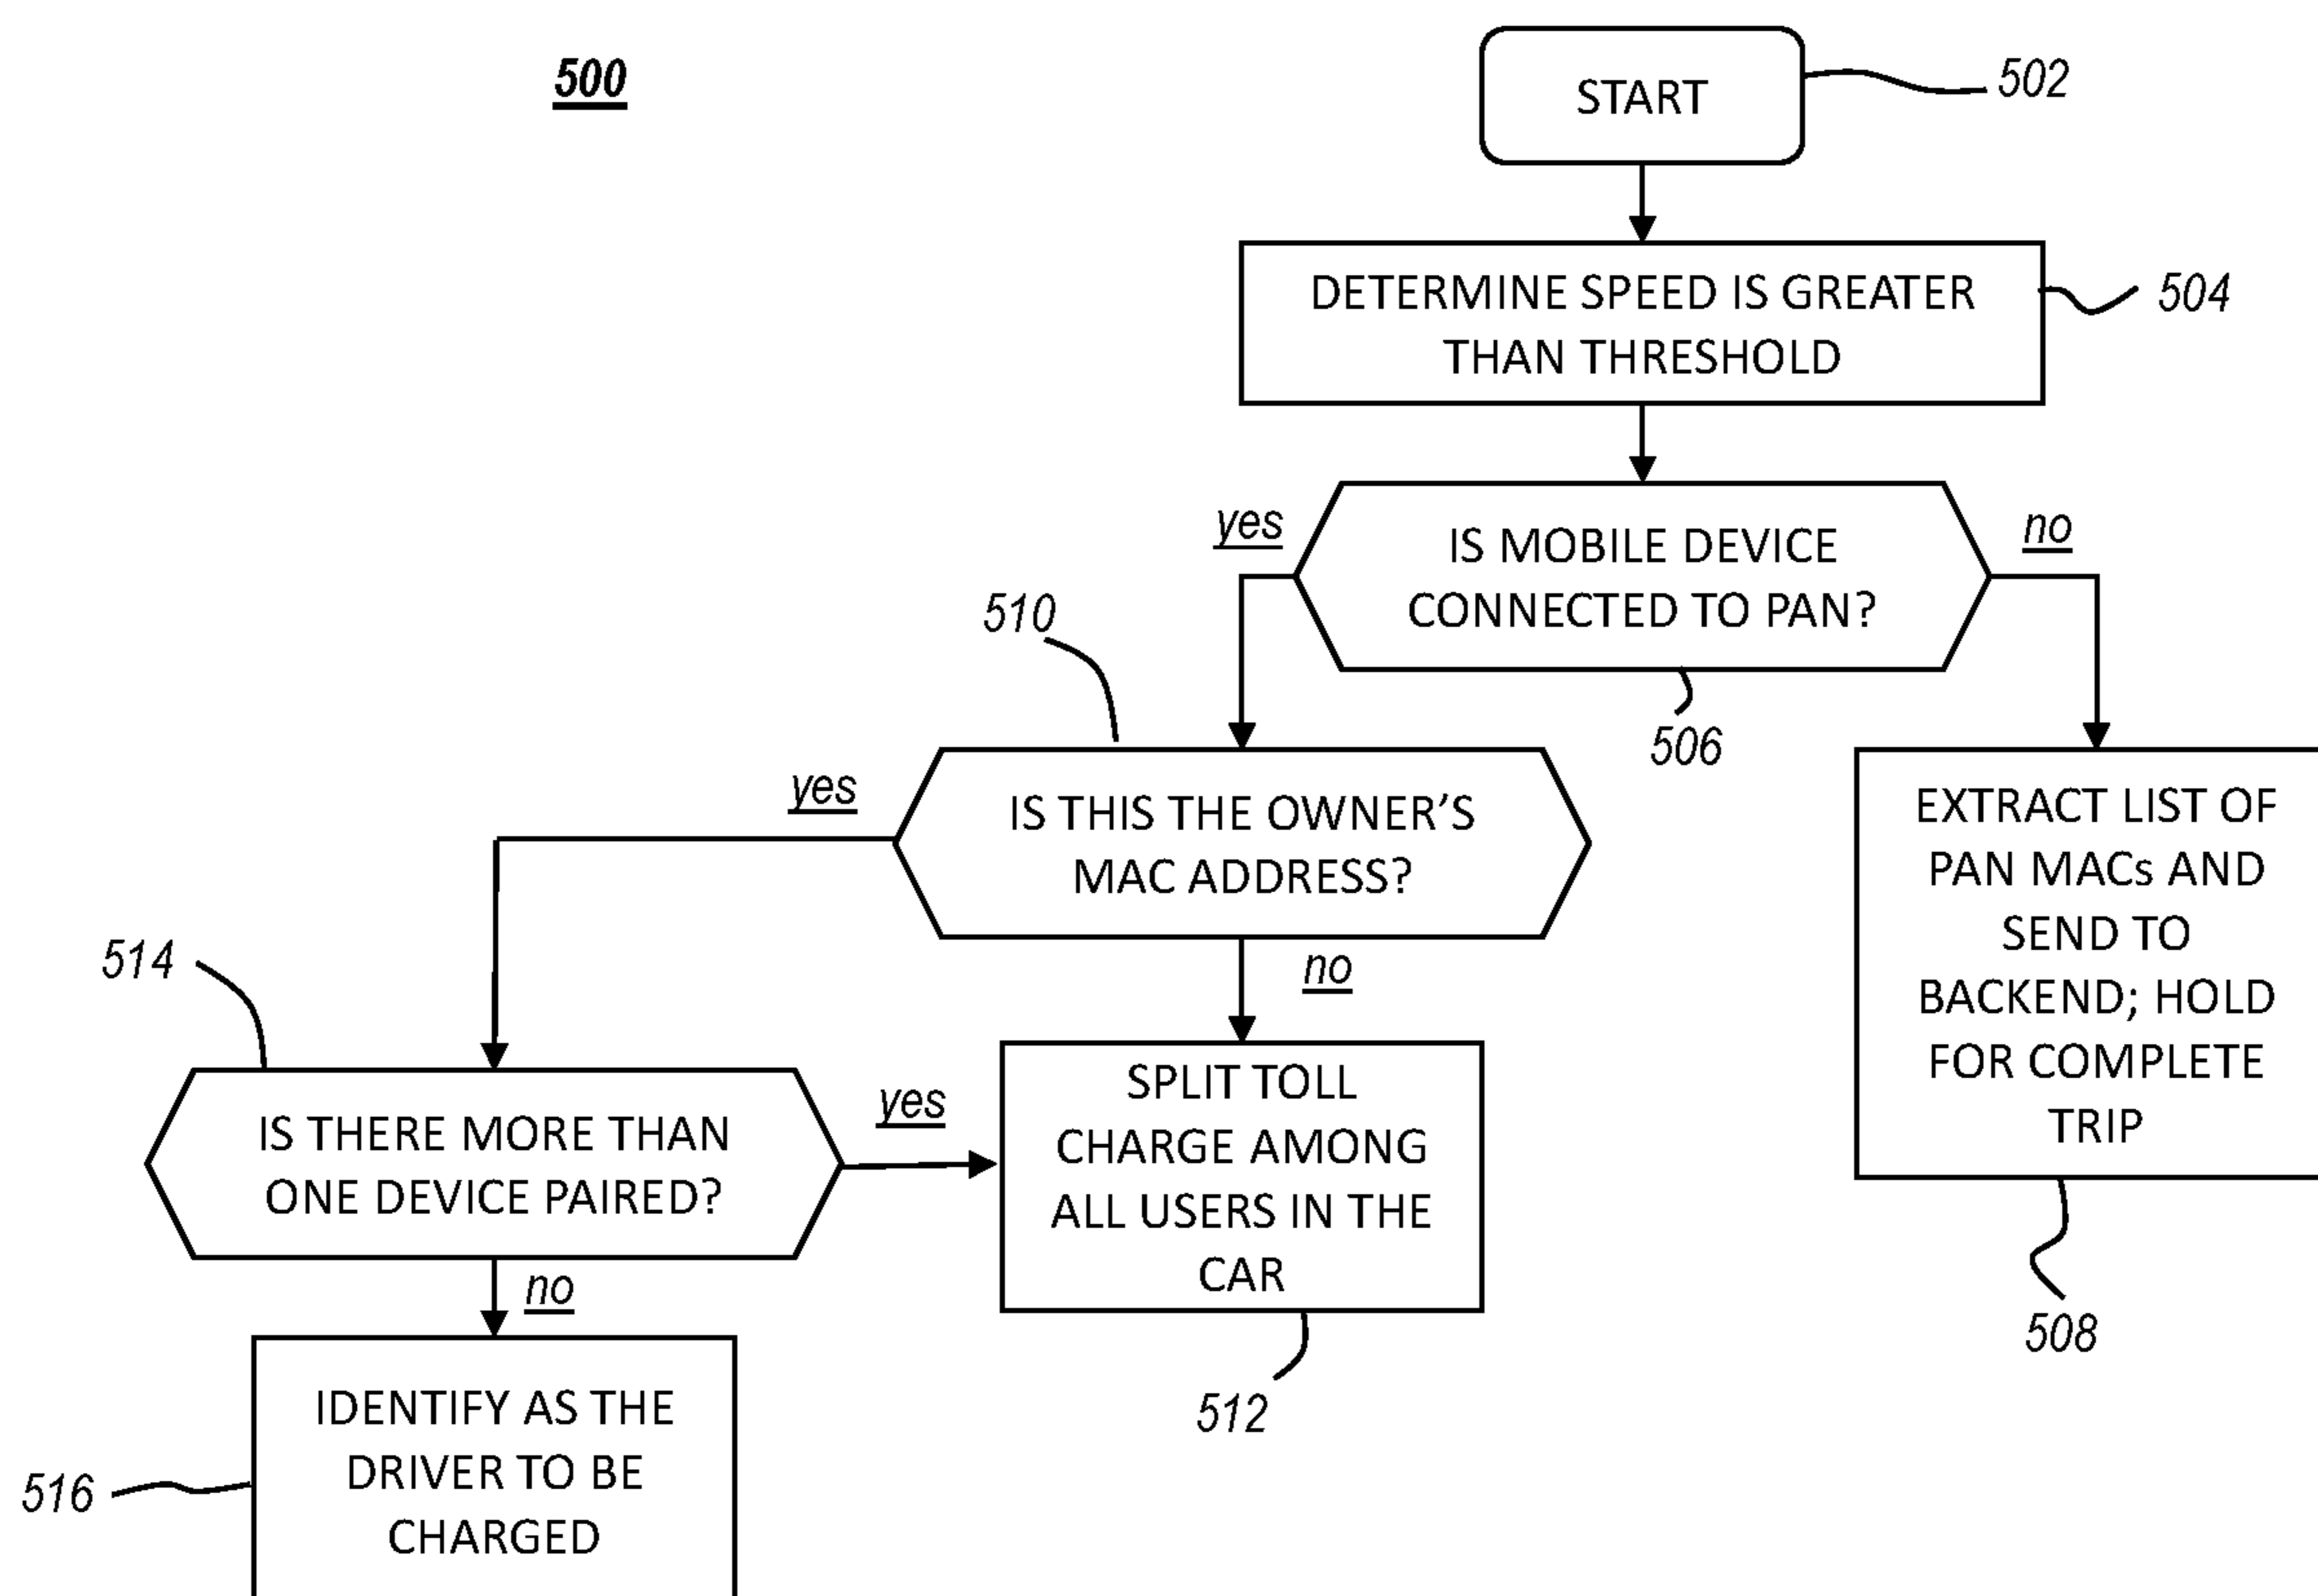 500
START
502
DETERMINE SPEED IS GREATER
THAN THRESHOLD
504
yes
IS MOBILE DEVICE
CONNECTED TO PAN?
no
506
510
yes
IS THIS THE OWNER’S
MAC ADDRESS?
no
EXTRACT LIST OF
PAN MACs AND
SEND TO
BACKEND; HOLD
FOR COMPLETE
TRIP
508
514
IS THERE MORE THAN
ONE DEVICE PAIRED?
yes
no
SPLIT TOLL
CHARGE AMONG
ALL USERS IN THE
CAR
512
IDENTIFY AS THE
DRIVER TO BE
CHARGED
516